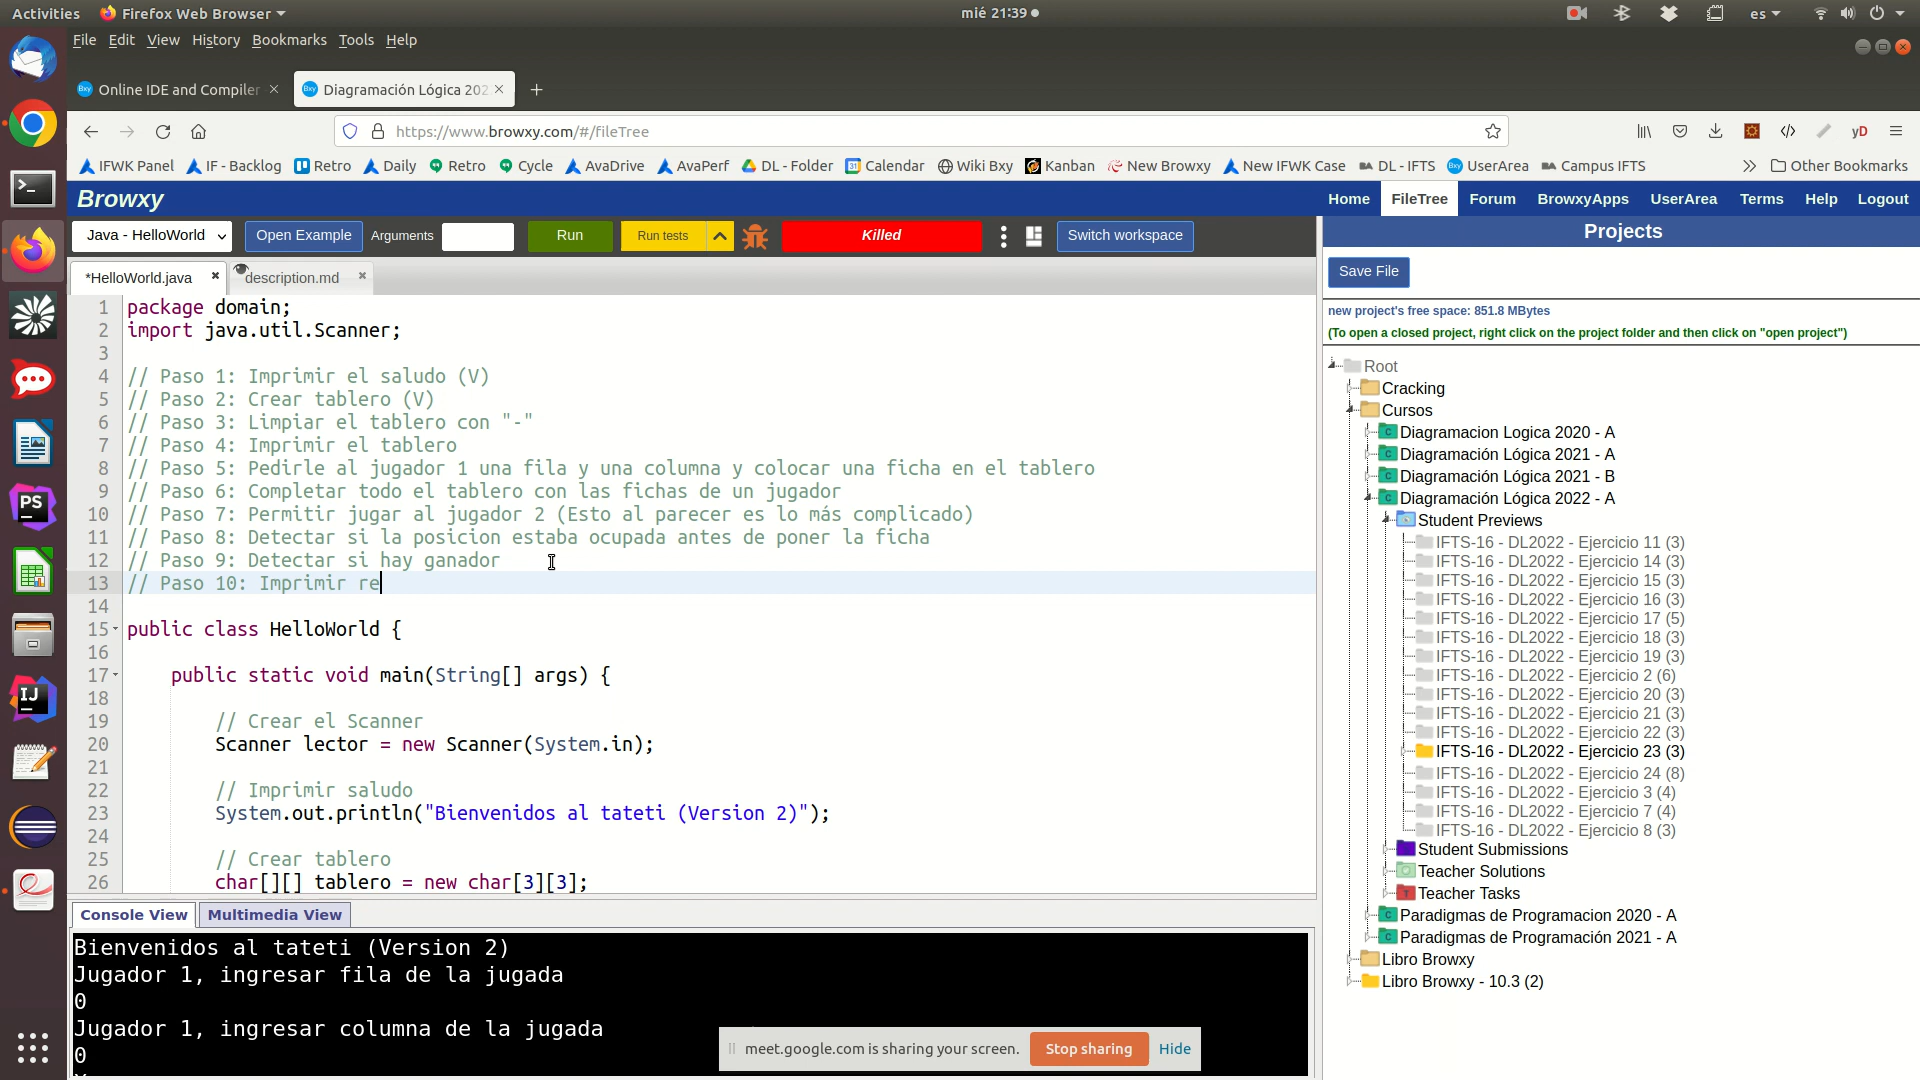 Activities Firefox Web Browser mié 21:39 es
File Edit View History Bookmarks Tools Help
Online IDE and Compiler Diagramación Lógica 202
https://www.browxy.com/#/fileTree
IFWK Panel IF - Backlog Retro Daily Retro Cycle AvaDrive AvaPerf DL - Folder Calendar Wiki Bxy Kanban New Browxy New IFWK Case DL - IFTS UserArea Campus IFTS Other Bookmarks
Browxy Home FileTree Forum BrowxyApps UserArea Terms Help Logout
Java - HelloWorld Open Example Arguments Run Run tests Killed Switch workspace
*HelloWorld.java description.md
1 package domain;
2 import java.util.Scanner;
3
4 // Paso 1: Imprimir el saludo (V)
5 // Paso 2: Crear tablero (V)
6 // Paso 3: Limpiar el tablero con "-"
7 // Paso 4: Imprimir el tablero
8 // Paso 5: Pedirle al jugador 1 una fila y una columna y colocar una ficha en el tablero
9 // Paso 6: Completar todo el tablero con las fichas de un jugador
10 // Paso 7: Permitir jugar al jugador 2 (Esto al parecer es lo más complicado)
11 // Paso 8: Detectar si la posicion estaba ocupada antes de poner la ficha
12 // Paso 9: Detectar si hay ganador
13 // Paso 10: Imprimir re
14
15 public class HelloWorld {
16
17 public static void main(String[] args) {
18
19 // Crear el Scanner
20 Scanner lector = new Scanner(System.in);
21
22 // Imprimir saludo
23 System.out.println("Bienvenidos al tateti (Version 2)");
24
25 // Crear tablero
26 char[][] tablero = new char[3][3];
Console View Multimedia View
Bienvenidos al tateti (Version 2)
Jugador 1, ingresar fila de la jugada
0
Jugador 1, ingresar columna de la jugada
0
meet.google.com is sharing your screen. Stop sharing Hide
Projects
Save File
new project's free space: 851.8 MBytes
(To open a closed project, right click on the project folder and then click on "open project")
Root
Cracking
Cursos
Diagramacion Logica 2020 - A
Diagramación Lógica 2021 - A
Diagramación Lógica 2021 - B
Diagramación Lógica 2022 - A
Student Previews
IFTS-16 - DL2022 - Ejercicio 11 (3)
IFTS-16 - DL2022 - Ejercicio 14 (3)
IFTS-16 - DL2022 - Ejercicio 15 (3)
IFTS-16 - DL2022 - Ejercicio 16 (3)
IFTS-16 - DL2022 - Ejercicio 17 (5)
IFTS-16 - DL2022 - Ejercicio 18 (3)
IFTS-16 - DL2022 - Ejercicio 19 (3)
IFTS-16 - DL2022 - Ejercicio 2 (6)
IFTS-16 - DL2022 - Ejercicio 20 (3)
IFTS-16 - DL2022 - Ejercicio 21 (3)
IFTS-16 - DL2022 - Ejercicio 22 (3)
IFTS-16 - DL2022 - Ejercicio 23 (3)
IFTS-16 - DL2022 - Ejercicio 24 (8)
IFTS-16 - DL2022 - Ejercicio 3 (4)
IFTS-16 - DL2022 - Ejercicio 7 (4)
IFTS-16 - DL2022 - Ejercicio 8 (3)
Student Submissions
Teacher Solutions
Teacher Tasks
Paradigmas de Programacion 2020 - A
Paradigmas de Programación 2021 - A
Libro Browxy
Libro Browxy - 10.3 (2)